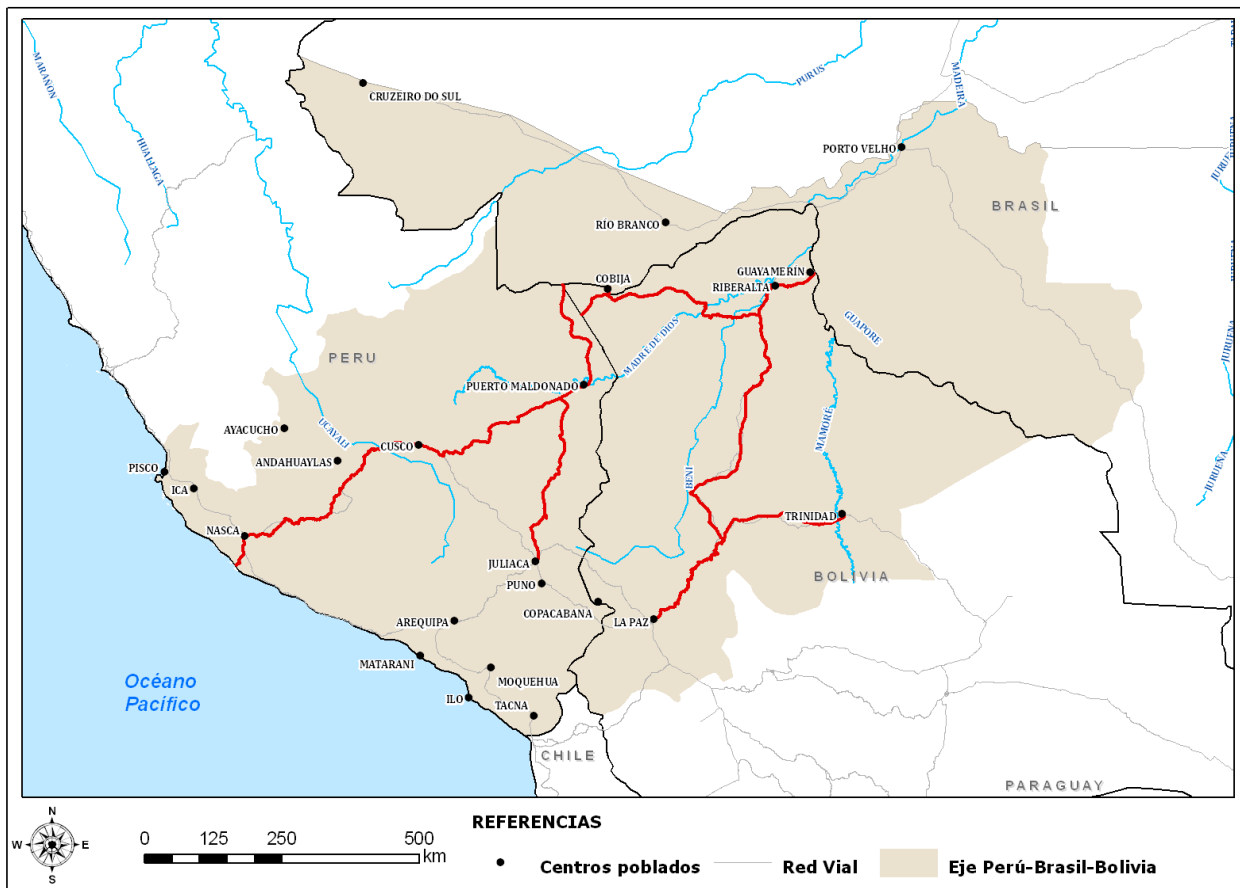 MARAÑON
HUALLAGA
CRUZEIRO DO SUL
PURUS
MADEIRA
PORTO VELHO
BRASIL
RÍO BRANCO
JURUENA
COBIJA
GUAYAMERÍN
RIBERALTA
GUAPORE
MADRE DE DIOS
PERU
PUERTO MALDONADO
JURUENA
AYACUCHO
UCAYALI
CUSCO
ANDAHUAYLAS
MAMORÉ
PISCO
ICA
BENI
JURUEÑA
NASCA
TRINIDAD
JULIACA
PUNO
BOLIVIA
COPACABANA
LA PAZ
AREQUIPA
MATARANI
MOQUEHUA
Océano
Pacífico
ILO
TACNA
CHILE
PARAGUAY
N
W
E
S
0 125 250 500
km
REFERENCIAS
Centros poblados
Red Vial
Eje Perú-Brasil-Bolivia